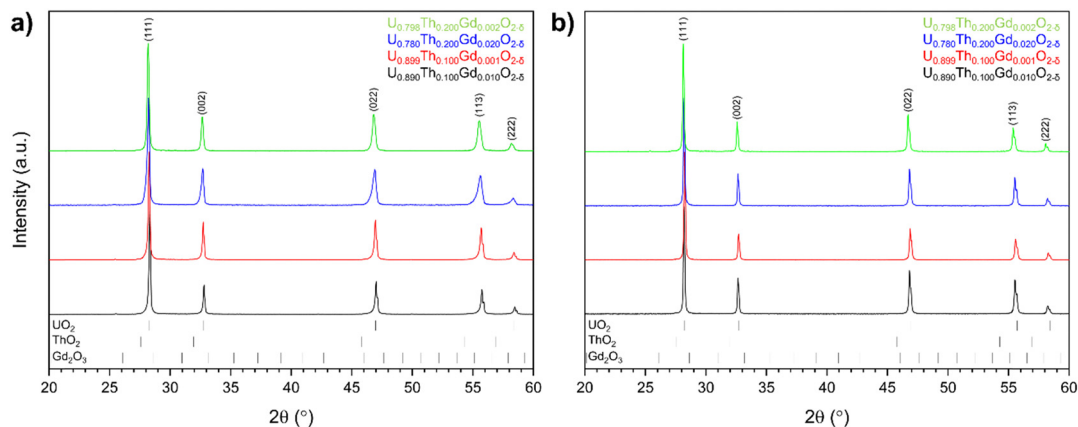 a)
U0.798Th0.200Gd0.002O2-δ
U0.780Th0.200Gd0.020O2-δ
U0.899Th0.100Gd0.001O2-δ
U0.890Th0.100Gd0.010O2-δ
(111)
(002)
(022)
(113)
(222)
Intensity (a.u.)
UO2
ThO2
Gd2O3
20 25 30 35 40 45 50 55 60
2θ (°)
b)
U0.798Th0.200Gd0.002O2-δ
U0.780Th0.200Gd0.020O2-δ
U0.899Th0.100Gd0.001O2-δ
U0.890Th0.100Gd0.010O2-δ
(111)
(002)
(022)
(113)
(222)
UO2
ThO2
Gd2O3
20 25 30 35 40 45 50 55 60
2θ (°)